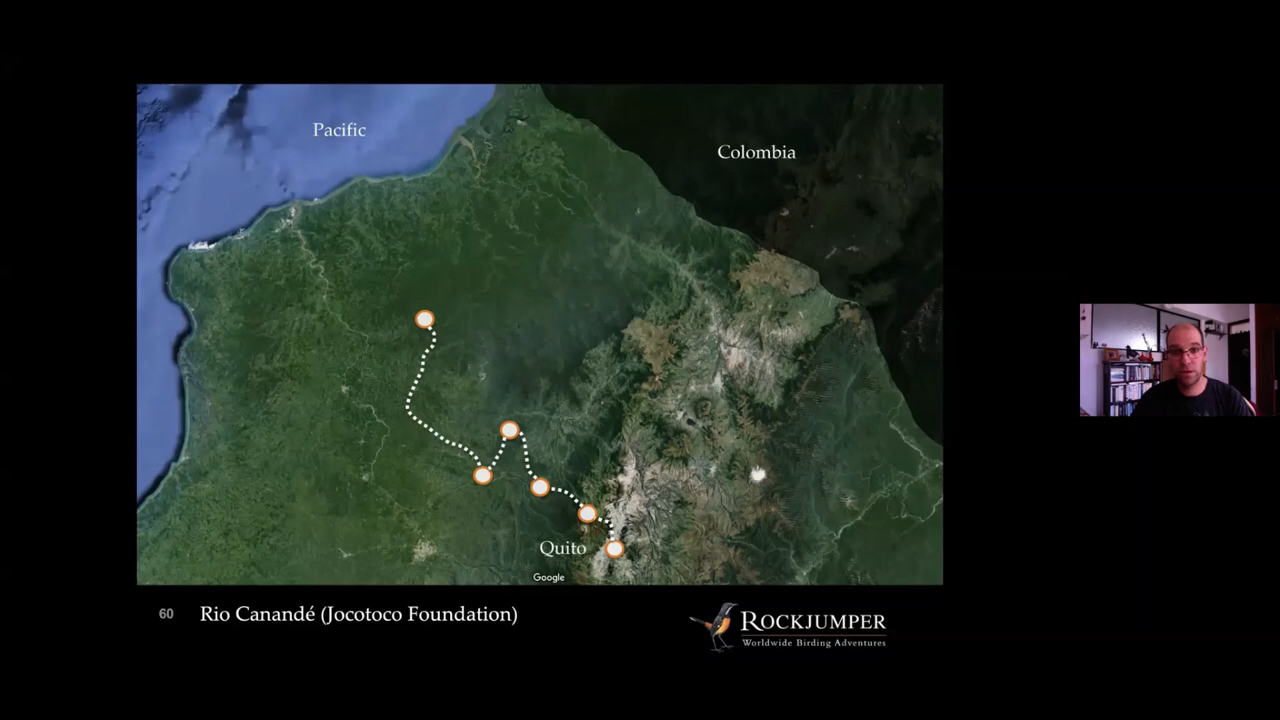 Pacific
Colombia
Quito
Google
60 Rio Canandé (Jocotoco Foundation)
ROCKJUMPER
Worldwide Birding Adventures